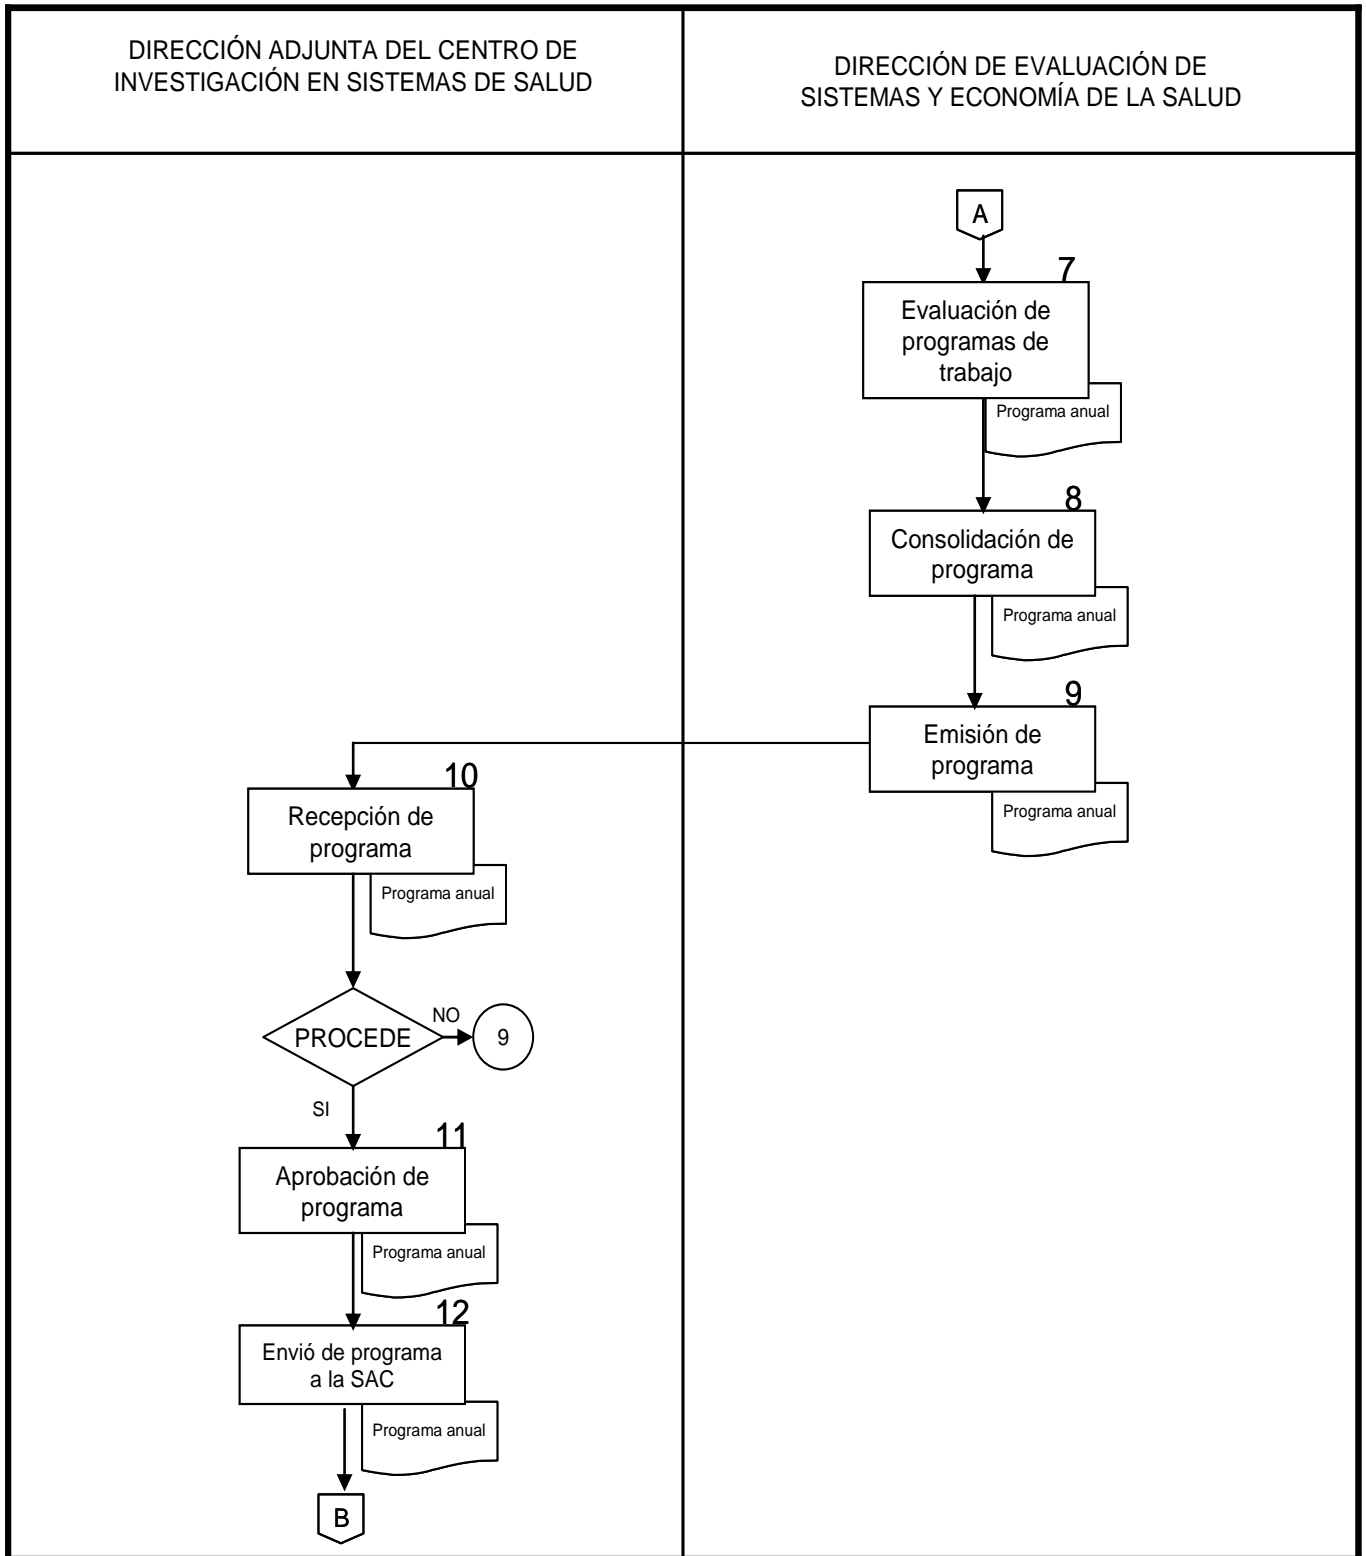 DIRECCIÓN ADJUNTA DEL CENTRO DE
INVESTIGACIÓN EN SISTEMAS DE SALUD
DIRECCIÓN DE EVALUACIÓN DE
SISTEMAS Y ECONOMÍA DE LA SALUD
A
7
Evaluación de
programas de
trabajo
Programa anual
8
Consolidación de
programa
Programa anual
9
Emisión de
programa
Programa anual
10
Recepción de
programa
Programa anual
PROCEDE
NO
9
SI
11
Aprobación de
programa
Programa anual
12
Envió de programa
a la SAC
Programa anual
B